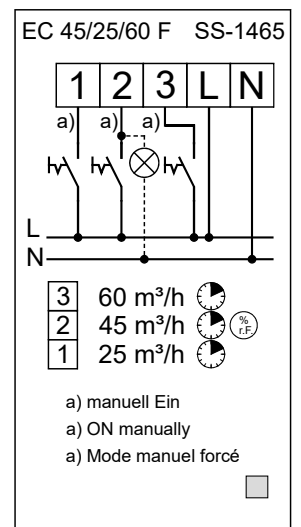 EC 45/25/60 F SS-1465
1 2 3 L N
a) a) a)
L
N
3 60 m³/h
2 45 m³/h % r.F.
1 25 m³/h
a) manuell Ein
a) ON manually
a) Mode manuel forcé